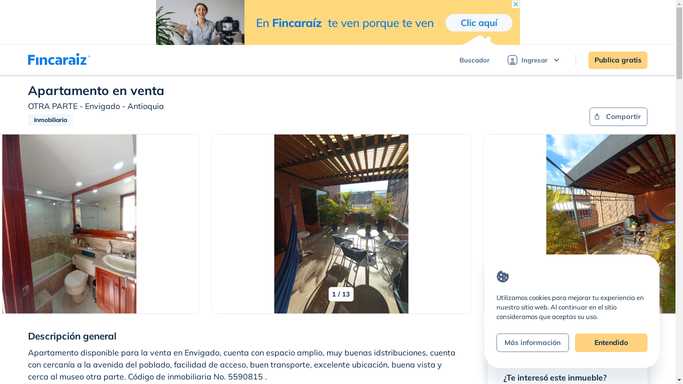 En Fincaraíz te ven porque te ven
Clic aquí
Fincaraiz
Buscador
Ingresar
Publica gratis
Apartamento en venta
OTRA PARTE - Envigado - Antioquia
Inmobiliaria
Compartir
1 / 13
Descripción general
Apartamento disponible para la venta en Envigado, cuenta con espacio amplio, muy buenas idstribuciones, cuenta
con cercanía a la avenida del poblado, facilidad de acceso, buen transporte, excelente ubicación, buena vista y
cerca al museo otra parte. Código de inmobiliaria No. 5590815 .
Utilizamos cookies para mejorar tu experiencia en
nuestro sitio web. Al continuar en el sitio
consideramos que aceptas su uso.
Más información
Entendido
¿Te interesó este inmueble?